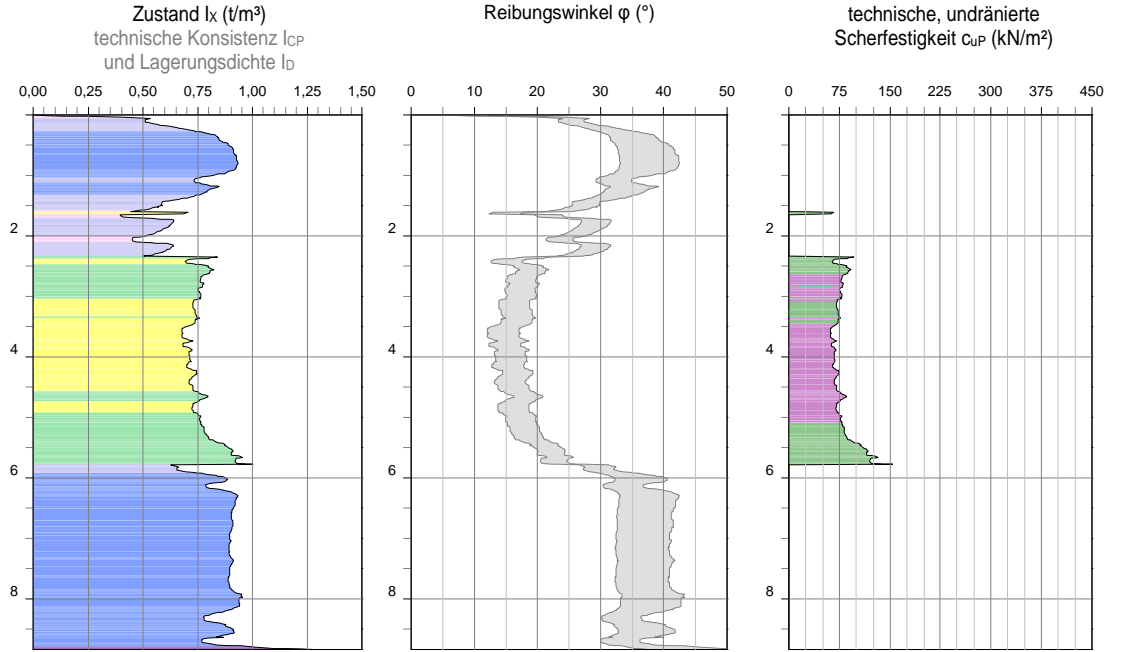 Zustand IX (t/m³)
technische Konsistenz ICP
und Lagerungsdichte ID
0,00 0,25 0,50 0,75 1,00 1,25 1,50
2
4
6
8
Reibungswinkel φ (°)
0 10 20 30 40 50
2
4
6
8
technische, undränierte
Scherfestigkeit cuP (kN/m²)
0 75 150 225 300 375 450
2
4
6
8